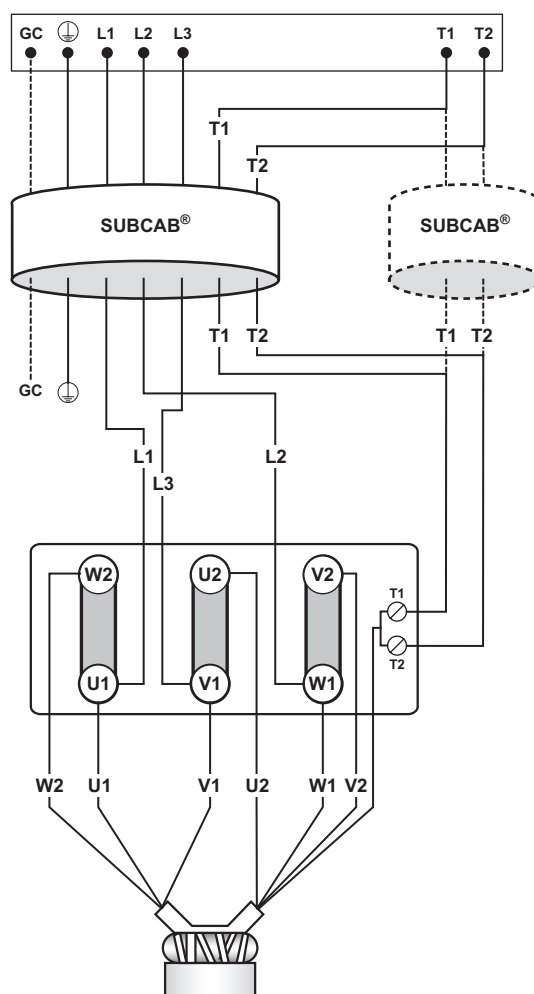 GC L1 L2 L3 T1 T2
T1
T2
SUBCAB® SUBCAB®
T1 T2 T1 T2
GC
L1 L2
L3
W2 U2 V2
T1
T2
U1 V1 W1
W2 U1 V1 U2 W1 V2